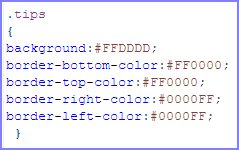 .tips
{
background:#FFDDDD;
border-bottom-color:#FF0000;
border-top-color:#FF0000;
border-right-color:#0000FF;
border-left-color:#0000FF;
}